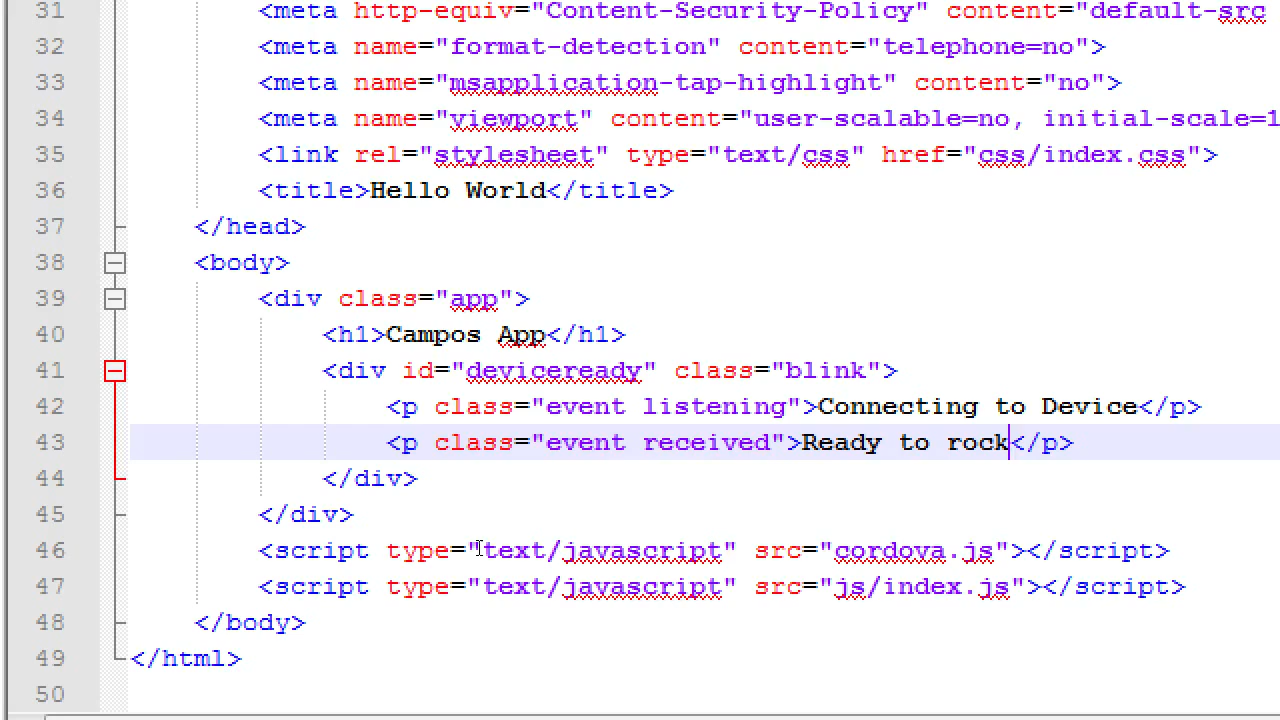 31 <meta http-equiv="Content-Security-Policy" content="default-src
32 <meta name="format-detection" content="telephone=no">
33 <meta name="msapplication-tap-highlight" content="no">
34 <meta name="viewport" content="user-scalable=no, initial-scale=1
35 <link rel="stylesheet" type="text/css" href="css/index.css">
36 <title>Hello World</title>
37 </head>
38 <body>
39 <div class="app">
40 <h1>Campos App</h1>
41 <div id="deviceready" class="blink">
42 <p class="event listening">Connecting to Device</p>
43 <p class="event received">Ready to rock</p>
44 </div>
45 </div>
46 <script type="text/javascript" src="cordova.js"></script>
47 <script type="text/javascript" src="js/index.js"></script>
48 </body>
49 </html>
50